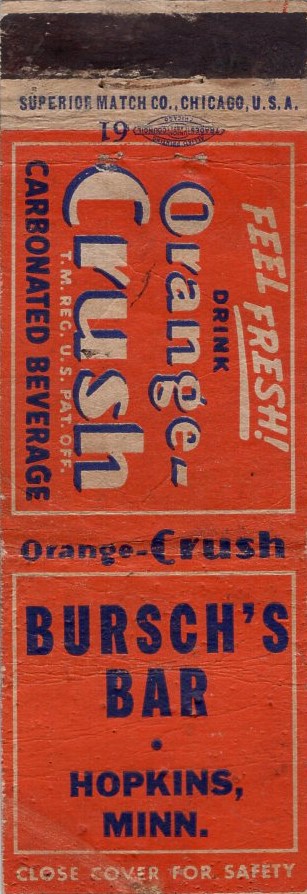 SUPERIOR MATCH CO., CHICAGO, U.S.A.
19
FEEL FRESH!
DRINK
Orange-
Crush
T.M. REG. U.S. PAT. OFF.
CARBONATED BEVERAGE
Orange-Crush
BURSCH'S
BAR
•
HOPKINS,
MINN.
CLOSE COVER FOR SAFETY